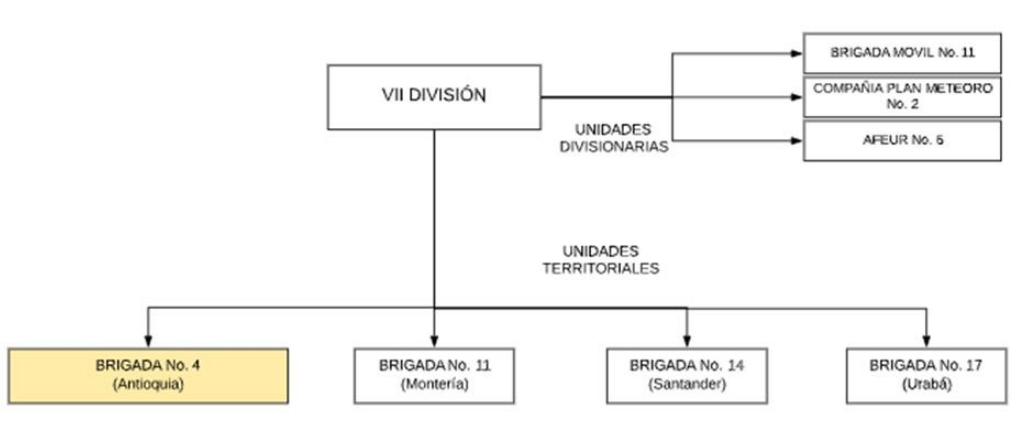 BRIGADA MOVIL No. 11
VII DIVISIÓN
COMPAÑIA PLAN METEORO
No. 2
UNIDADES
DIVISIONARIAS
AFEUR No. 5
UNIDADES
TERRITORIALES
BRIGADA No. 4
(Antioquia)
BRIGADA No. 11
(Montería)
BRIGADA No. 14
(Santander)
BRIGADA No. 17
(Urabá)